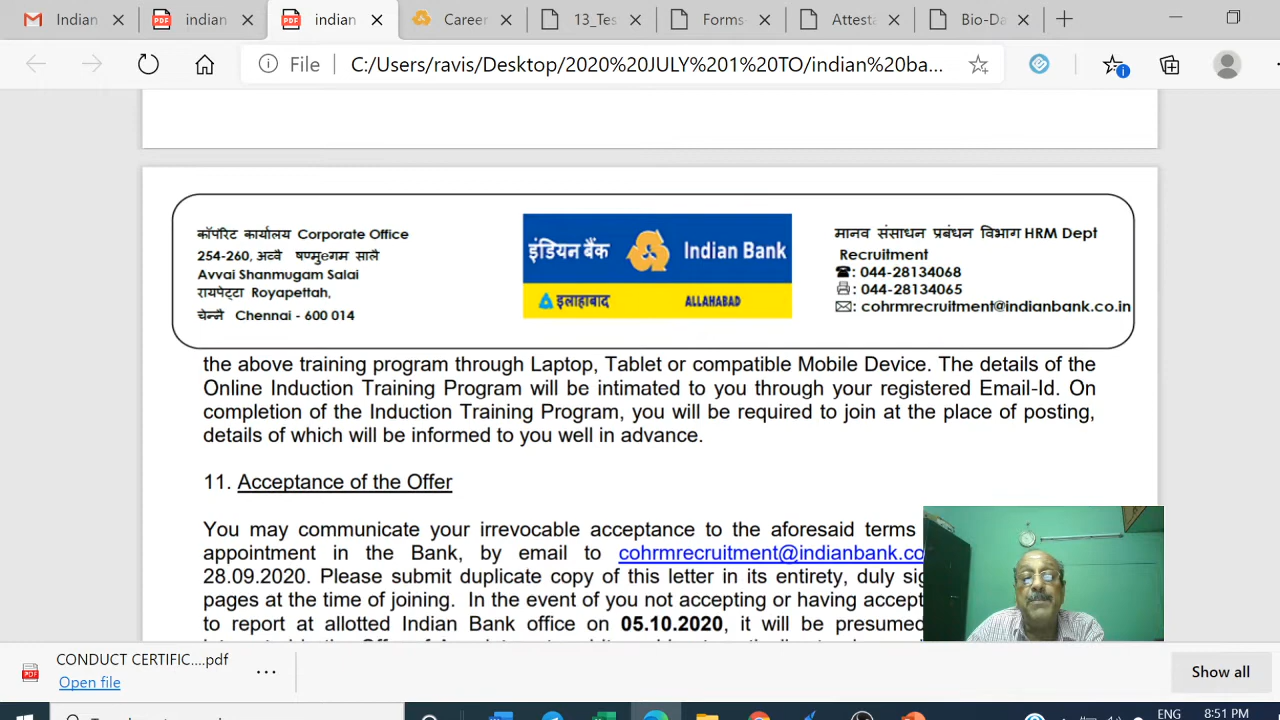 Indian
indian
indian
Career
13_Tes
Forms-
Attesta
Bio-Da
File
C:/Users/ravis/Desktop/2020%20JULY%201%20TO/indian%20ba...
कॉर्पोरेट कार्यालय Corporate Office
254-260, अव्वै षण्मुeगम सालै
Avvai Shanmugam Salai
रायपेट्टा Royapettah,
चेन्नै Chennai - 600 014
इंडियन बैंक Indian Bank
इलाहाबाद ALLAHABAD
मानव संसाधन प्रबंधन विभाग HRM Dept
Recruitment
: 044-28134068
: 044-28134065
: cohrmrecruitment@indianbank.co.in
the above training program through Laptop, Tablet or compatible Mobile Device. The details of the
Online Induction Training Program will be intimated to you through your registered Email-Id. On
completion of the Induction Training Program, you will be required to join at the place of posting,
details of which will be informed to you well in advance.
11. Acceptance of the Offer
You may communicate your irrevocable acceptance to the aforesaid terms
appointment in the Bank, by email to cohrmrecruitment@indianbank.co
28.09.2020. Please submit duplicate copy of this letter in its entirety, duly sig
pages at the time of joining. In the event of you not accepting or having accept
to report at allotted Indian Bank office on 05.10.2020, it will be presumed
CONDUCT CERTIFIC....pdf
Open file
Show all
ENG
8:51 PM